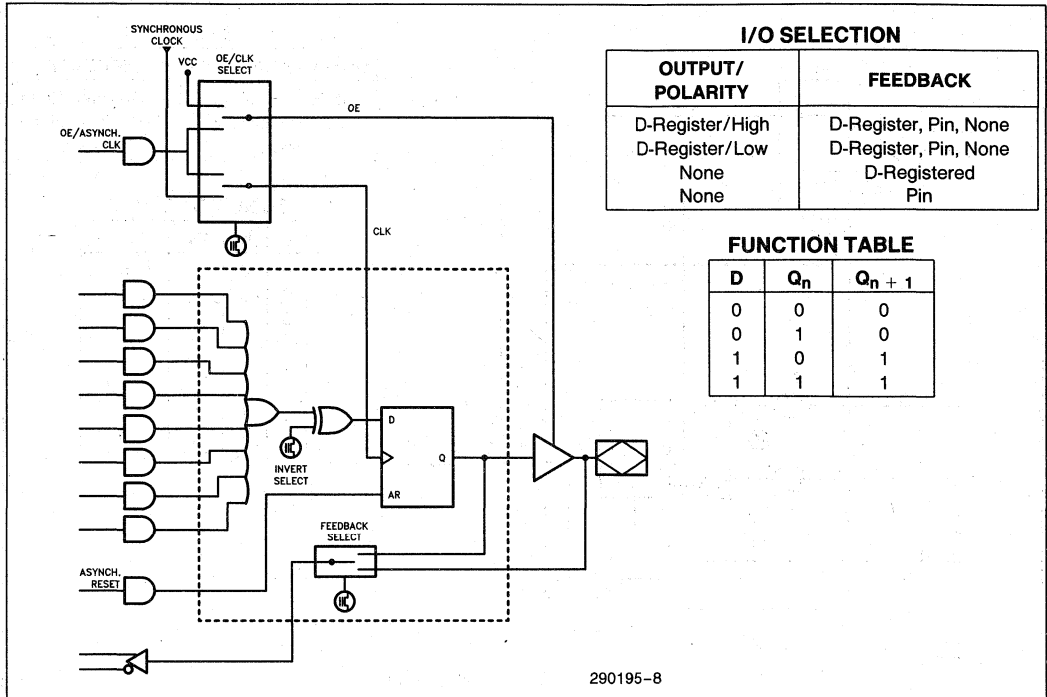 SYNCHRONOUS
CLOCK
VCC
OE/CLK
SELECT
OE
OE/ASYNCH.
CLK
CLK
INVERT
SELECT
D
Q
AR
FEEDBACK
SELECT
ASYNCH.
RESET
I/O SELECTION
OUTPUT/
POLARITY
FEEDBACK
D-Register/High D-Register, Pin, None
D-Register/Low D-Register, Pin, None
None D-Registered
None Pin
FUNCTION TABLE
D Qn Qn + 1
0 0 0
0 1 0
1 0 1
1 1 1
290195-8